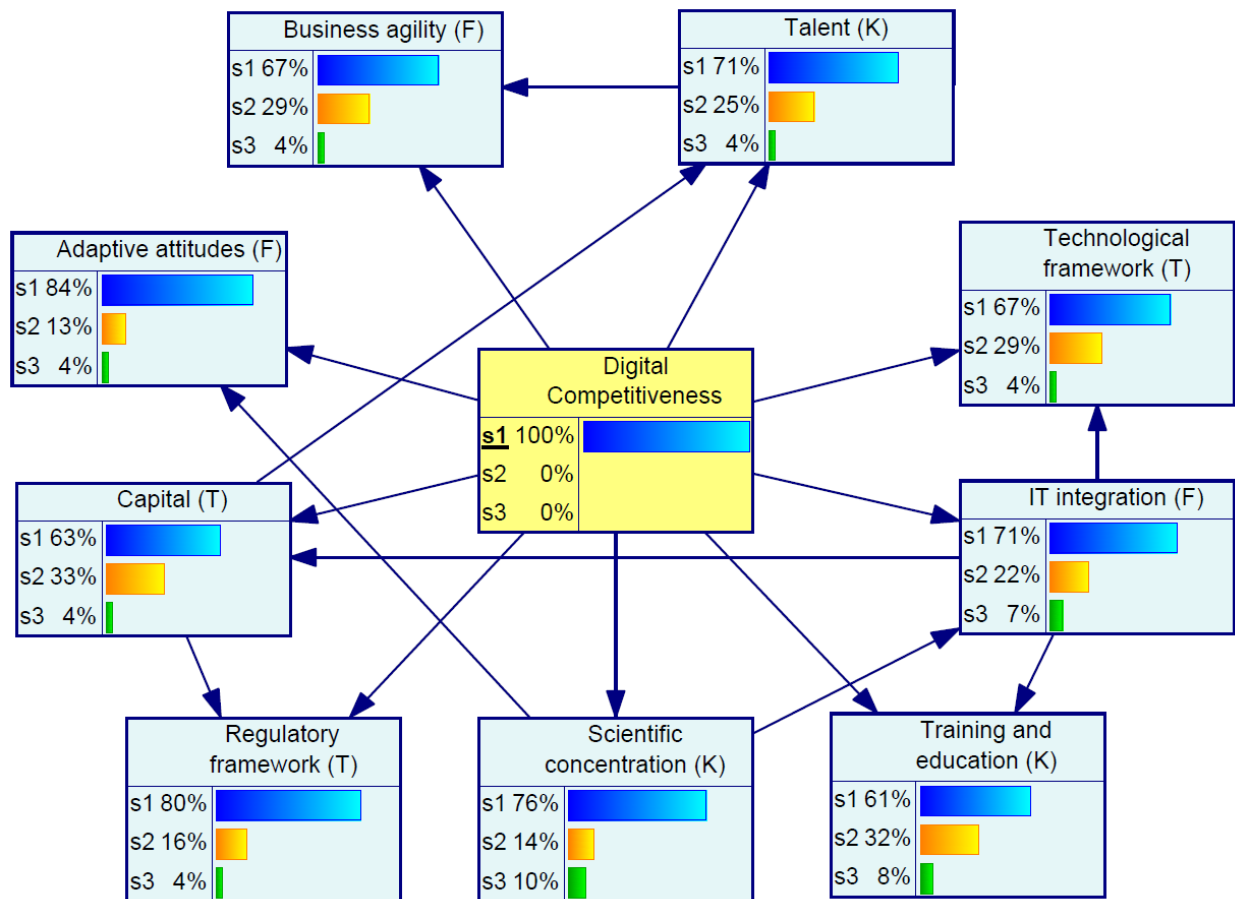 Business agility (F)
s1 67%
s2 29%
s3 4%
Talent (K)
s1 71%
s2 25%
s3 4%
Adaptive attitudes (F)
s1 84%
s2 13%
s3 4%
Technological
framework (T)
s1 67%
s2 29%
s3 4%
Digital
Competitiveness
s1 100%
s2 0%
s3 0%
Capital (T)
s1 63%
s2 33%
s3 4%
IT integration (F)
s1 71%
s2 22%
s3 7%
Regulatory
framework (T)
s1 80%
s2 16%
s3 4%
Scientific
concentration (K)
s1 76%
s2 14%
s3 10%
Training and
education (K)
s1 61%
s2 32%
s3 8%